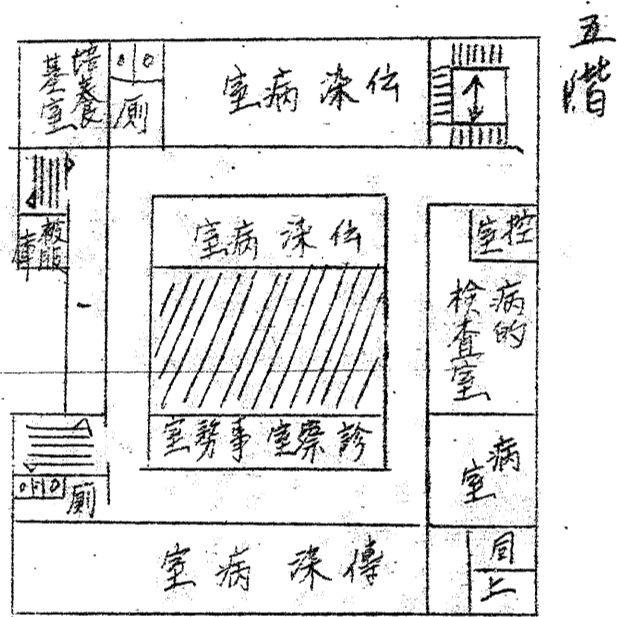 五階
伝染病室
厠
培養
基室
被服
庫
伝染病室
控室
病的
検査室
診察室 事務室
病室
厠
傳染病室
同上